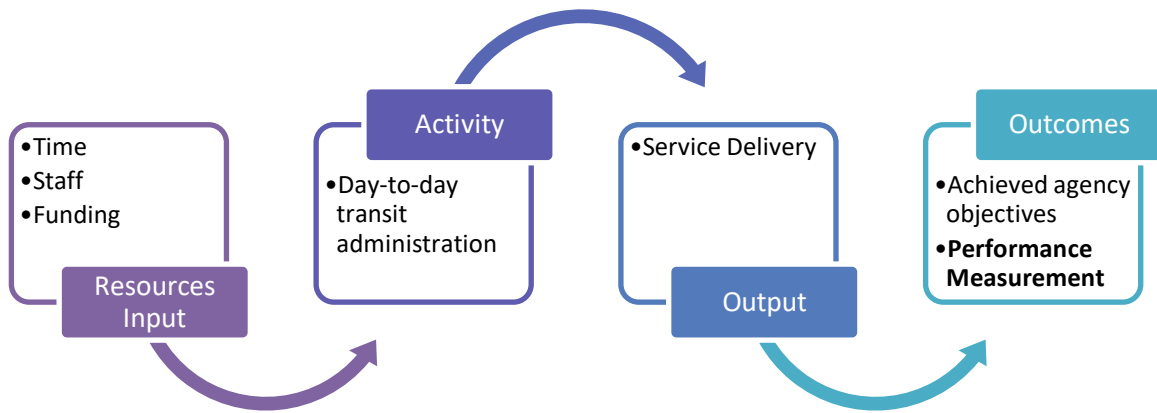 •Time
•Staff
•Funding
Resources
Input
Activity
•Day-to-day
transit
administration
•Service Delivery
Output
Outcomes
•Achieved agency
objectives
•Performance
Measurement